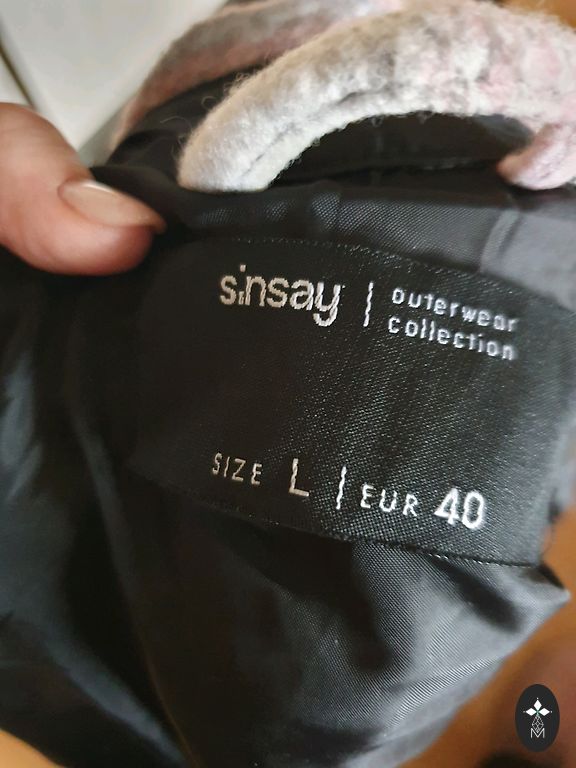 sinsay | outerwear
collection
SIZE L | EUR 40
M